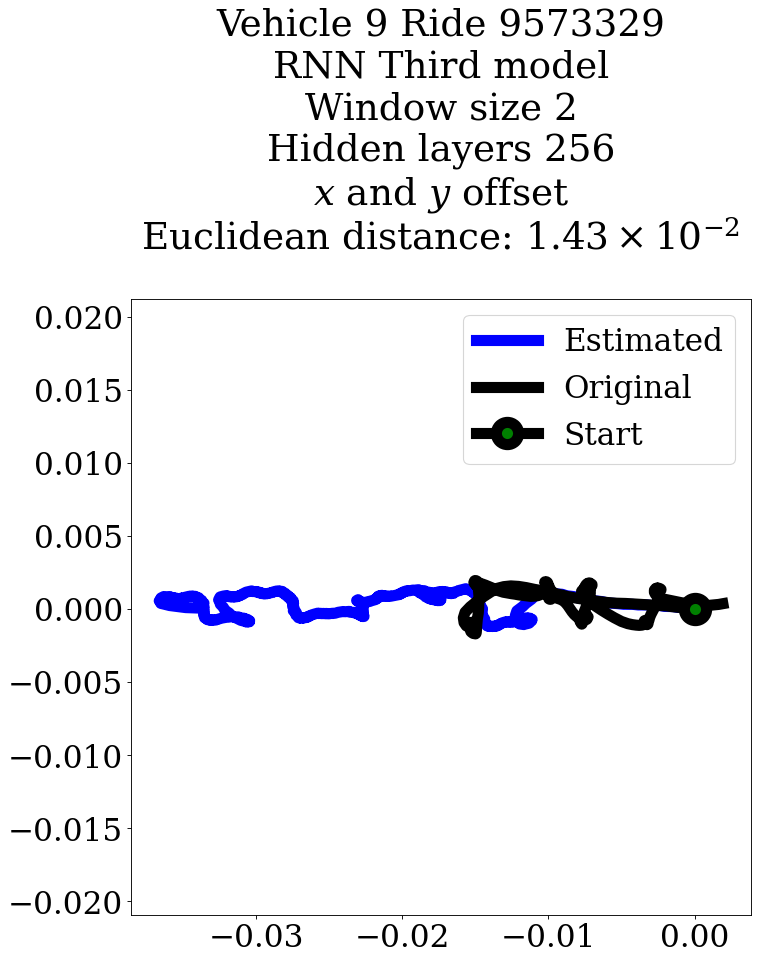 Vehicle 9 Ride 9573329
RNN Third model
Window size 2
Hidden layers 256
x and y offset
Euclidean distance: 1.43 × 10⁻²
Estimated
Original
Start
0.020
0.015
0.010
0.005
0.000
−0.005
−0.010
−0.015
−0.020
−0.03
−0.02
−0.01
0.00